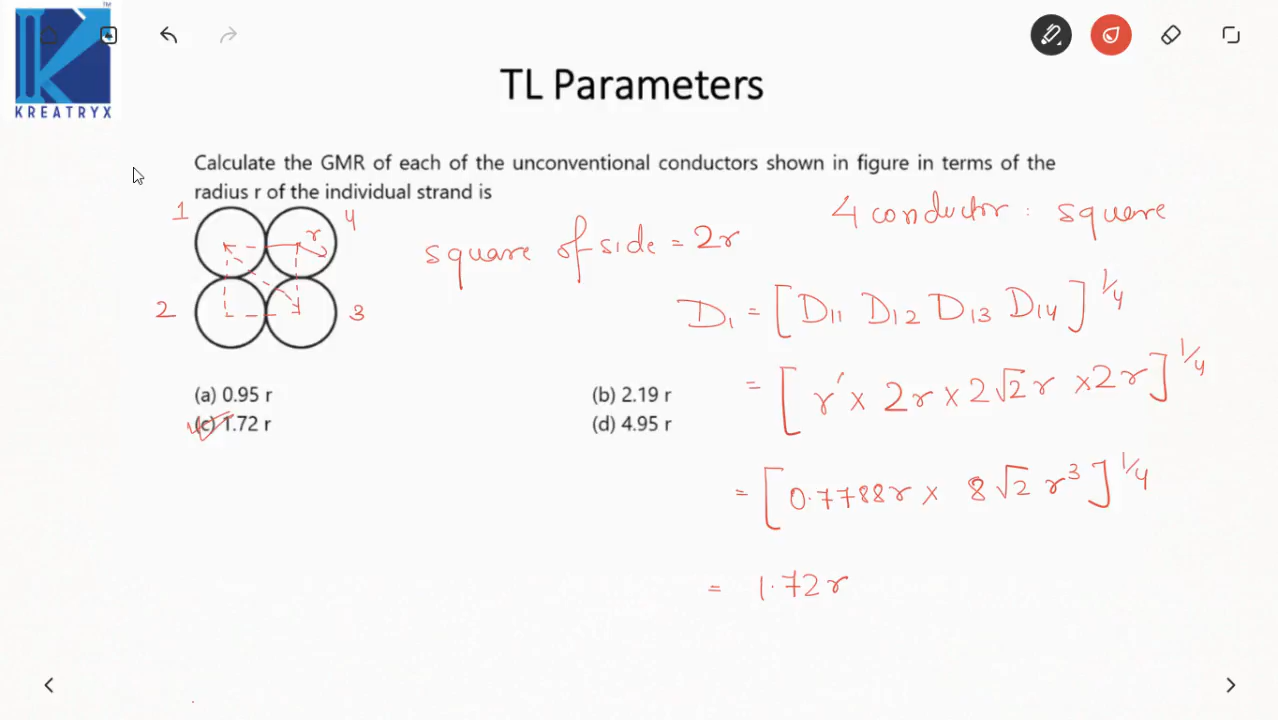 TM
KREATRYX
TL Parameters
Calculate the GMR of each of the unconventional conductors shown in figure in terms of the
radius r of the individual strand is
1
4
r
2
3
square of side = 2r
4 conductor : square
D₁ = [D₁₁ D₁₂ D₁₃ D₁₄]^1/4
= [r′ × 2r × 2√2r × 2r]^1/4
(a) 0.95 r
(b) 2.19 r
(c) 1.72 r
(d) 4.95 r
= [0.7788r × 8√2 r³]^1/4
= 1.72r